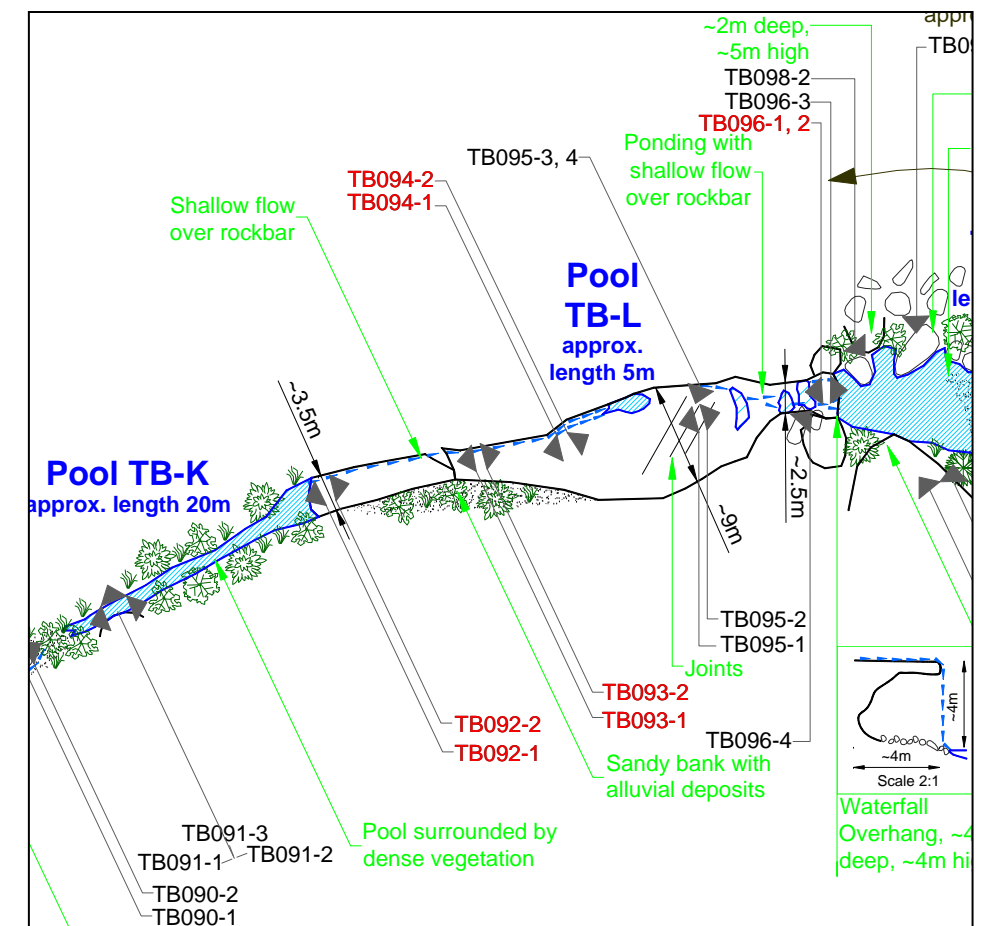 ~2m deep,
~5m high
TB098-2
TB096-3
TB096-1, 2
Ponding with
shallow flow
over rockbar
TB095-3, 4
TB094-2
TB094-1
Shallow flow
over rockbar
Pool
TB-L
approx.
length 5m
~3.5m
Pool TB-K
approx. length 20m
~2.5m
~9m
TB095-2
TB095-1
Joints
TB093-2
TB093-1
TB092-2
TB092-1
TB096-4
Sandy bank with
alluvial deposits
~4m
~4m
Scale 2:1
Waterfall
Overhang, ~4
deep, ~4m hi
Pool surrounded by
dense vegetation
TB091-3
TB091-1
TB091-2
TB090-2
TB090-1